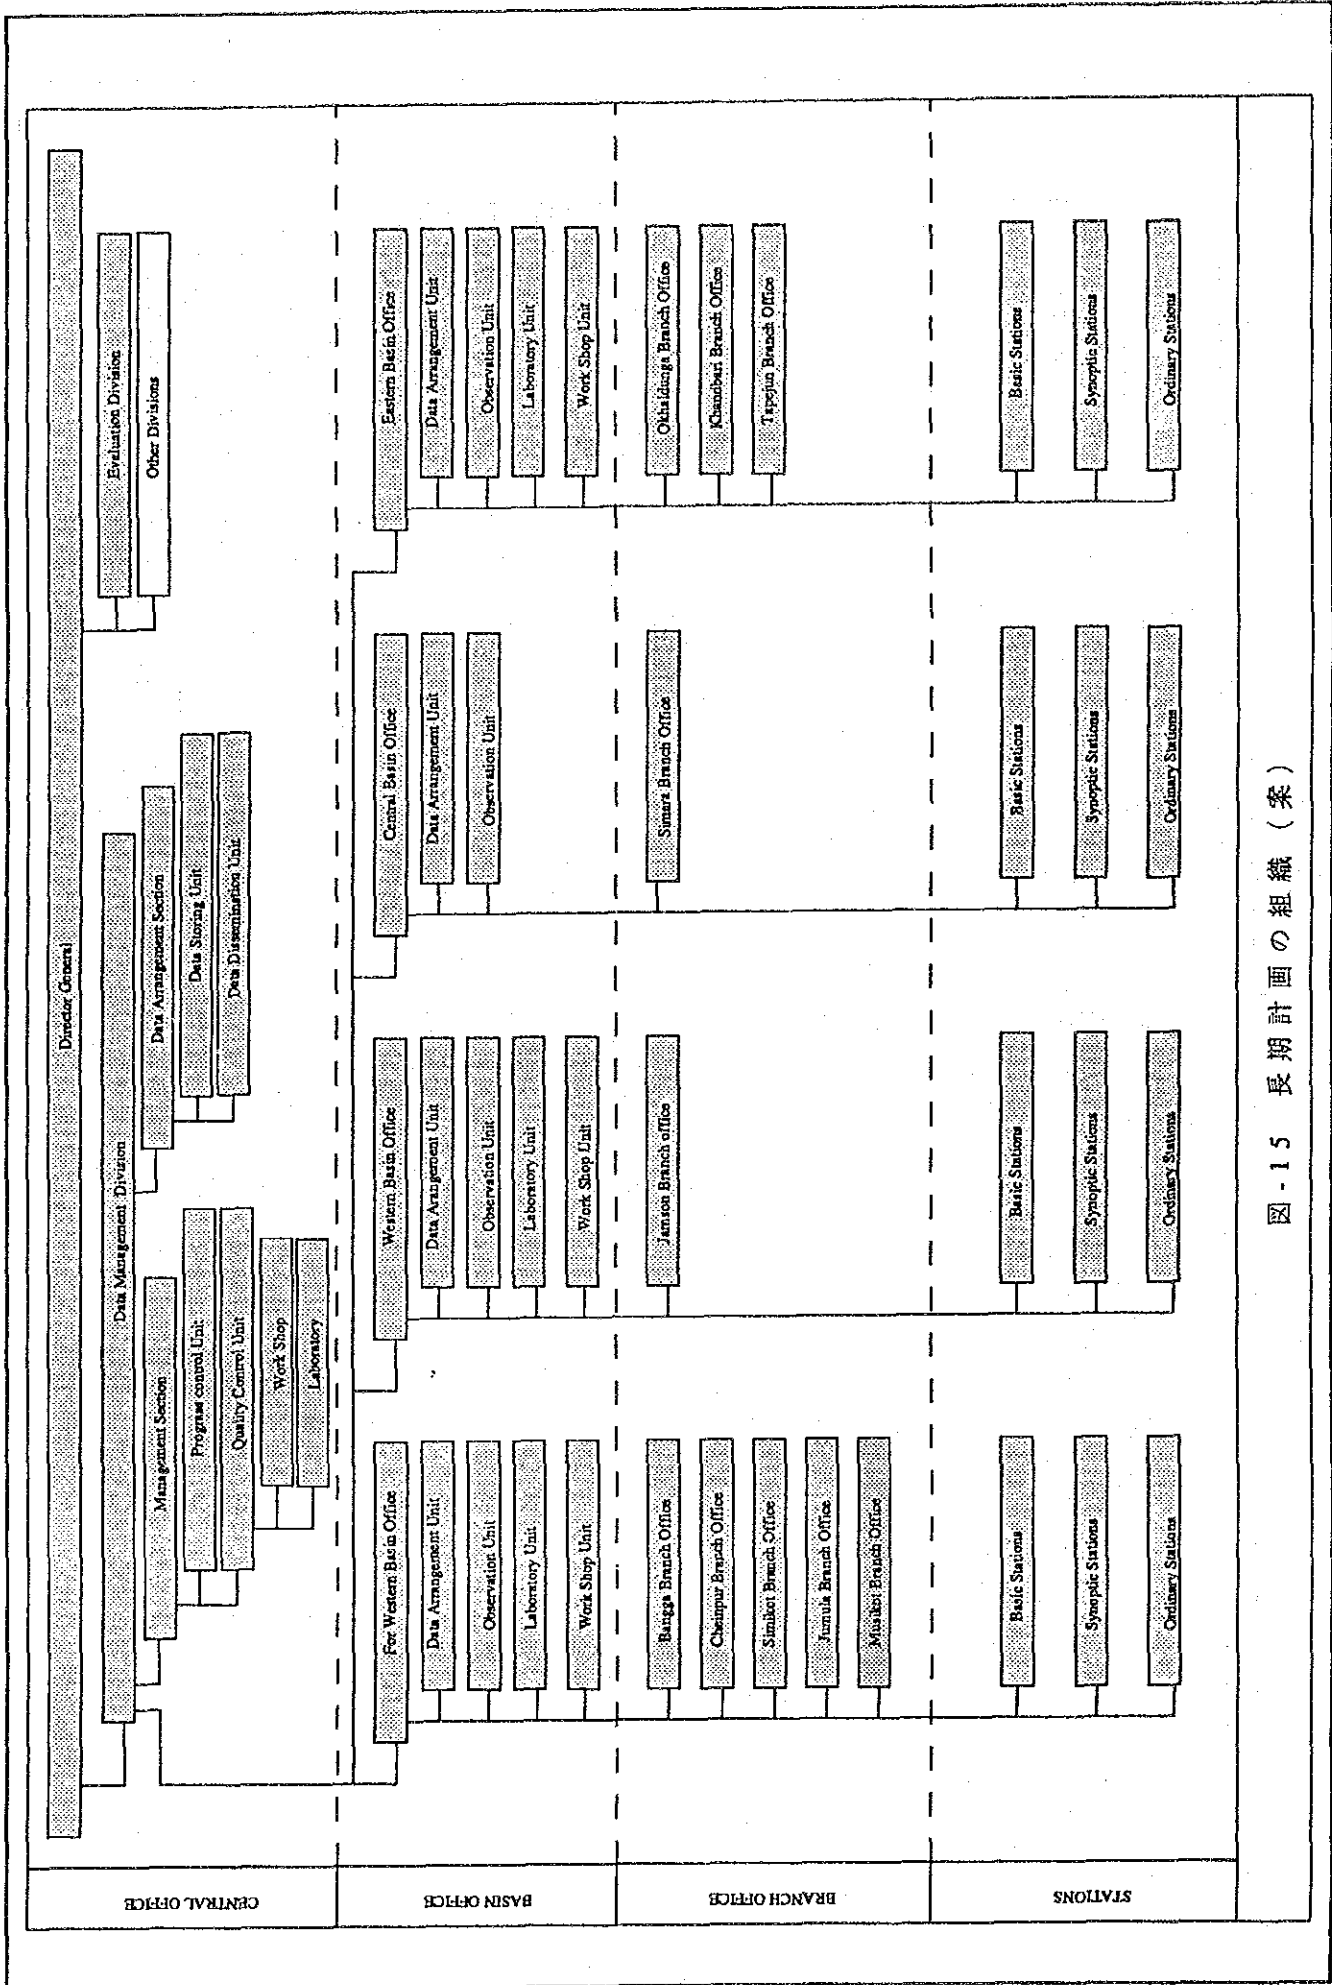 CENTRAL OFFICE
Director General
Data Management Division
Management Section
Program control Unit
Quality Control Unit
Work Shop
Laboratory
Data Arrangement Section
Data Storing Unit
Data Dissemination Unit
Evaluation Division
Other Divisions
BASIN OFFICE
Far Western Basin Office
Data Arrangement Unit
Observation Unit
Laboratory Unit
Work Shop Unit
Western Basin Office
Data Arangement Unit
Observation Unit
Laboratory Unit
Work Shop Unit
Central Basin Office
Data Arrangement Unit
Observation Unit
Eastern Basin Office
Data Arrangement Unit
Observation Unit
Laboratory Unit
Work Shop Unit
BRANCH OFFICE
Bangga Branch Office
Cheinpur Branch Office
Simikot Branch Office
Jumula Branch Office
Musikot Branch Office
Jamson Branch office
Simara Branch Office
Okhaldunga Branch Office
Khandbari Branch Office
Tapejun Branch Office
STATIONS
Basic Stations
Synoptic Stations
Ordinary Stations
Basic Stations
Synoptic Stations
Ordinary Stations
Basic Stations
Synoptic Stations
Ordinary Stations
Basic Stations
Synoptic Stations
Ordinary Stations
図-15 長期計画の組織(案)